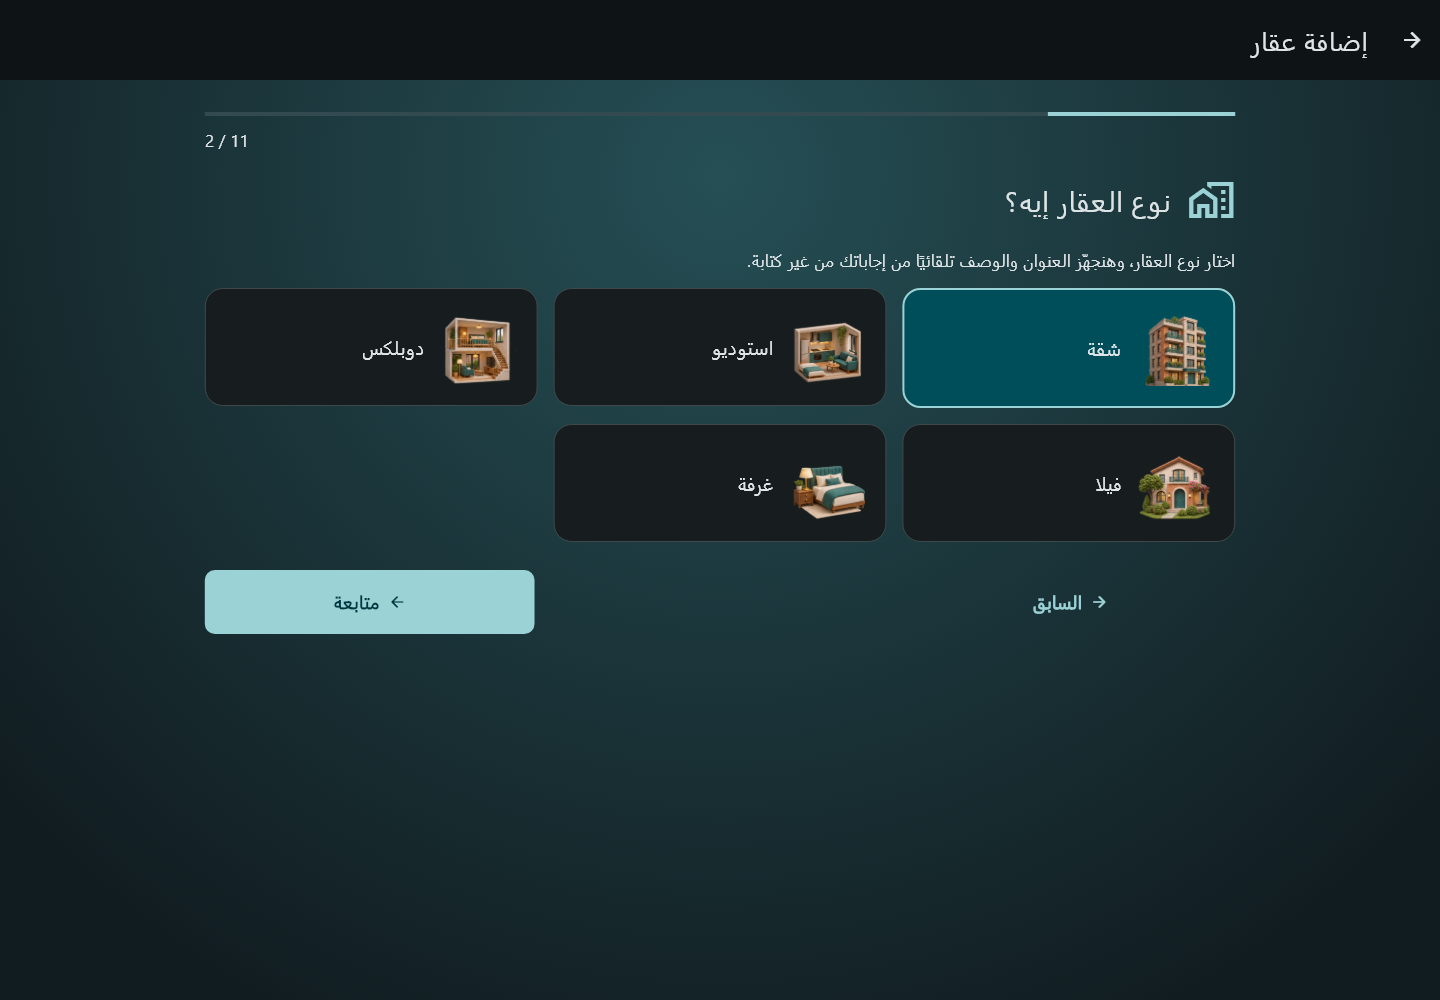 إضافة عقار
2 / 11
نوع العقار إيه؟
اختار نوع العقار، وهنجهّز العنوان والوصف تلقائيًا من إجاباتك من غير كتابة.
شقة
استوديو
دوبلكس
فيلا
غرفة
السابق
متابعة